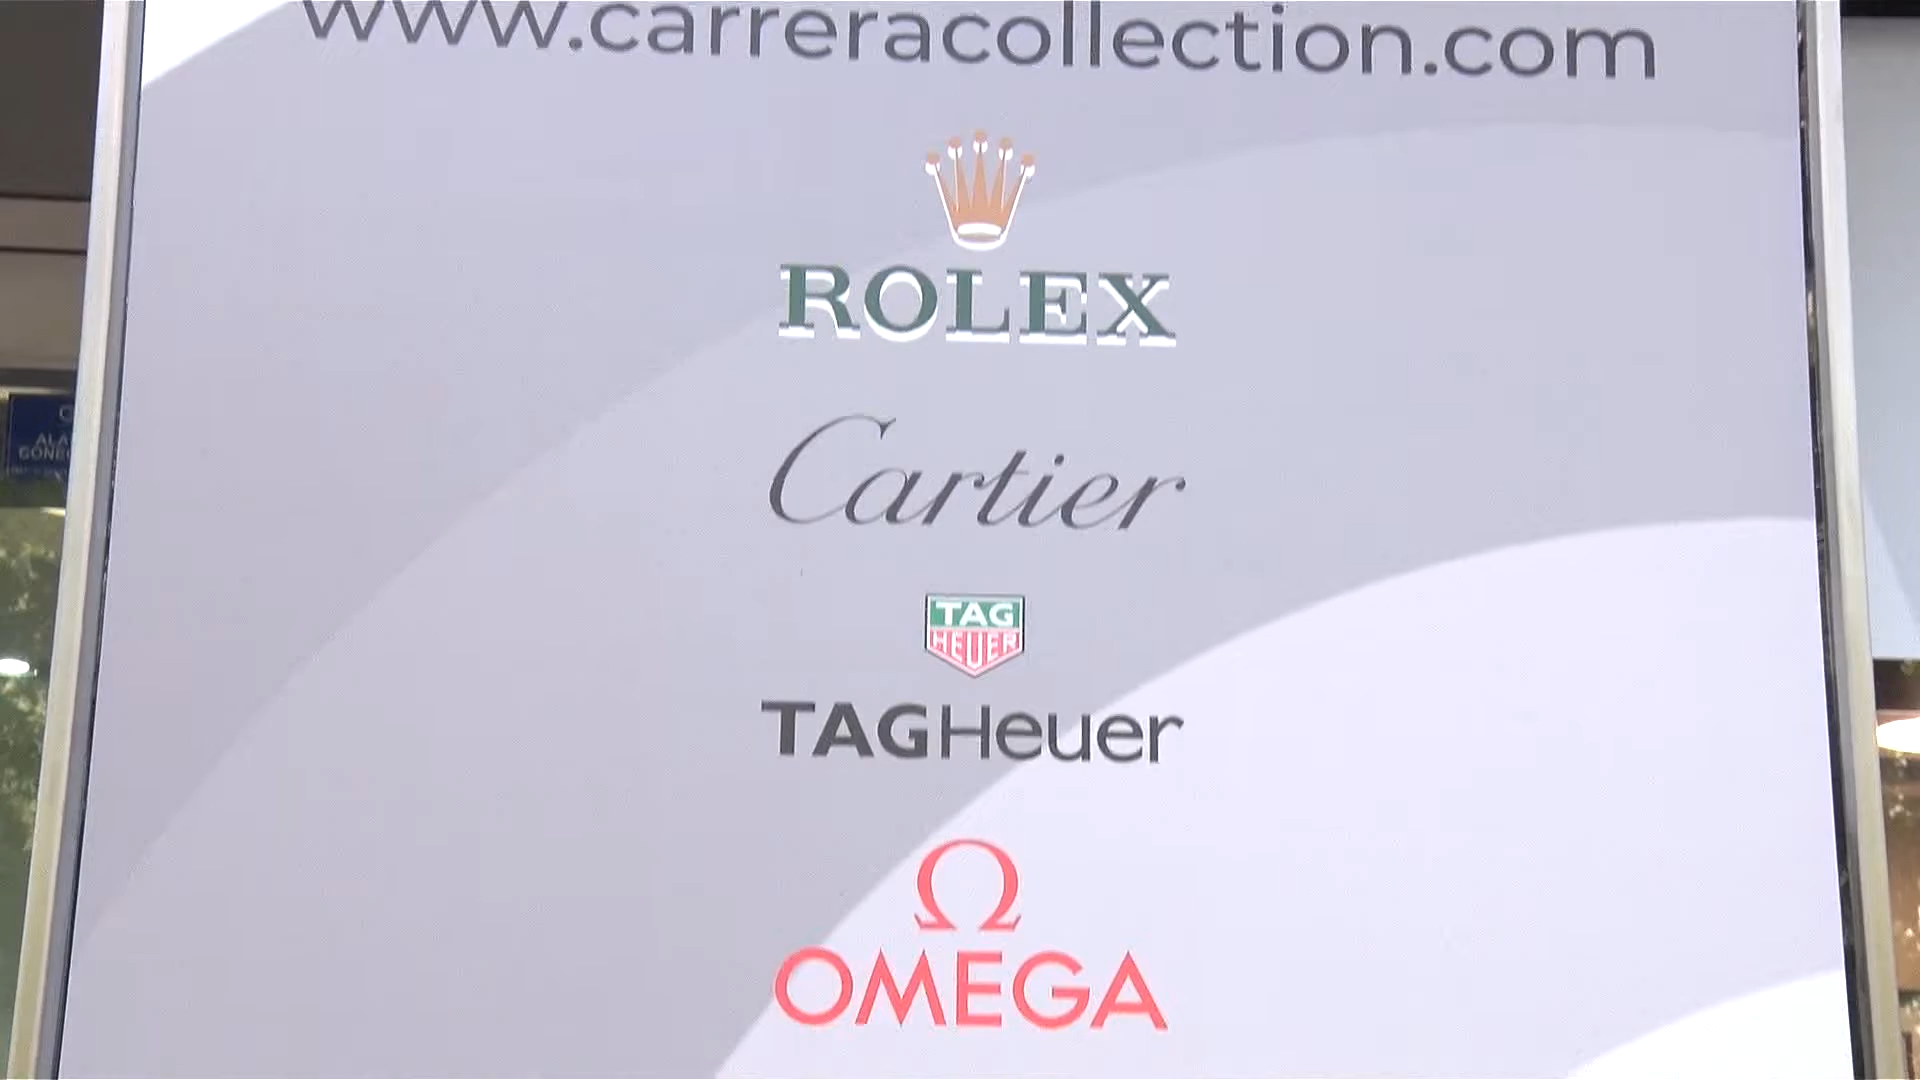 www.carreracollection.com
ROLEX
Cartier
TAG
HEUER
TAGHeuer
Ω
OMEGA